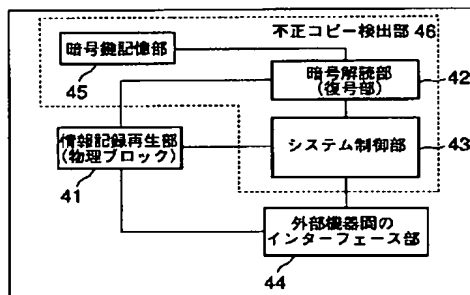 不正コピー検出部 46
暗号鍵記憶部
45
暗号解読部
(復号部)
42
情報記録再生部
(物理ブロック)
41
システム制御部
43
外部機器間の
インターフェース部
44